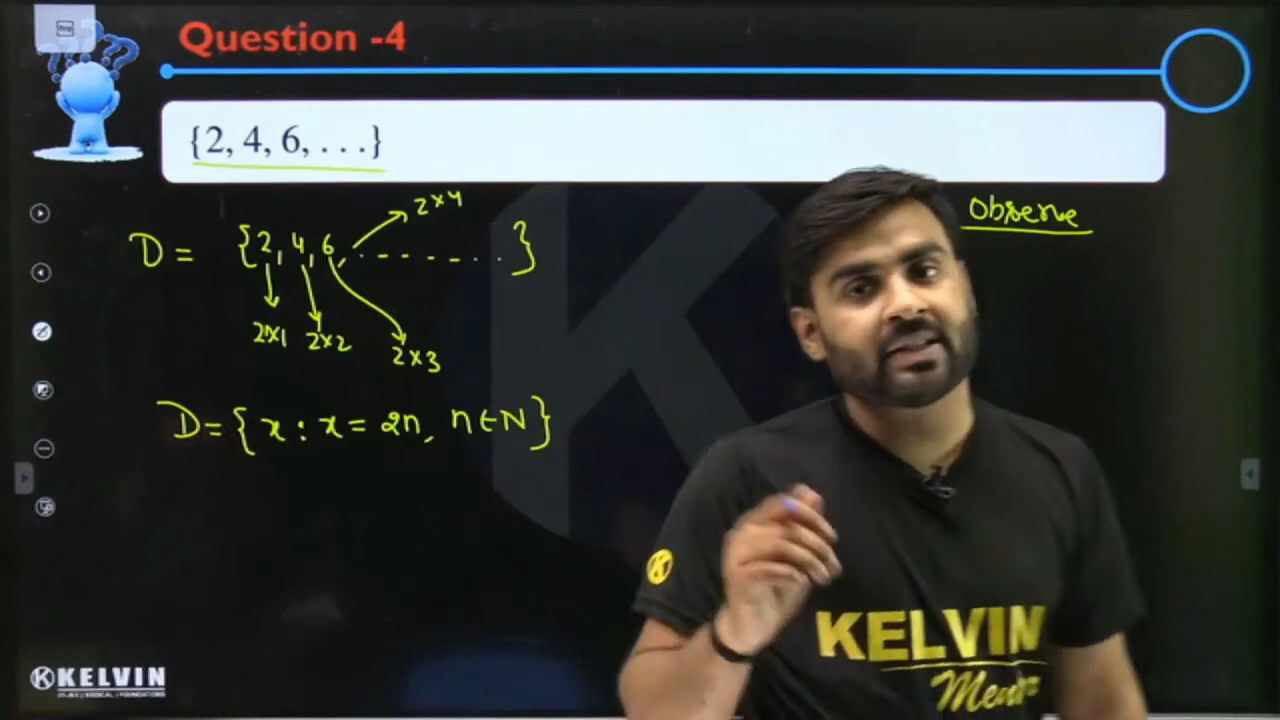 Question -4
{2, 4, 6, . . .}
observe
D = {2, 4, 6, . - - - - - . . }
2×4
2×1 2×2 2×3
D = { x : x = 2n, n∈N }
KELVIN
KELVIN
Mentor